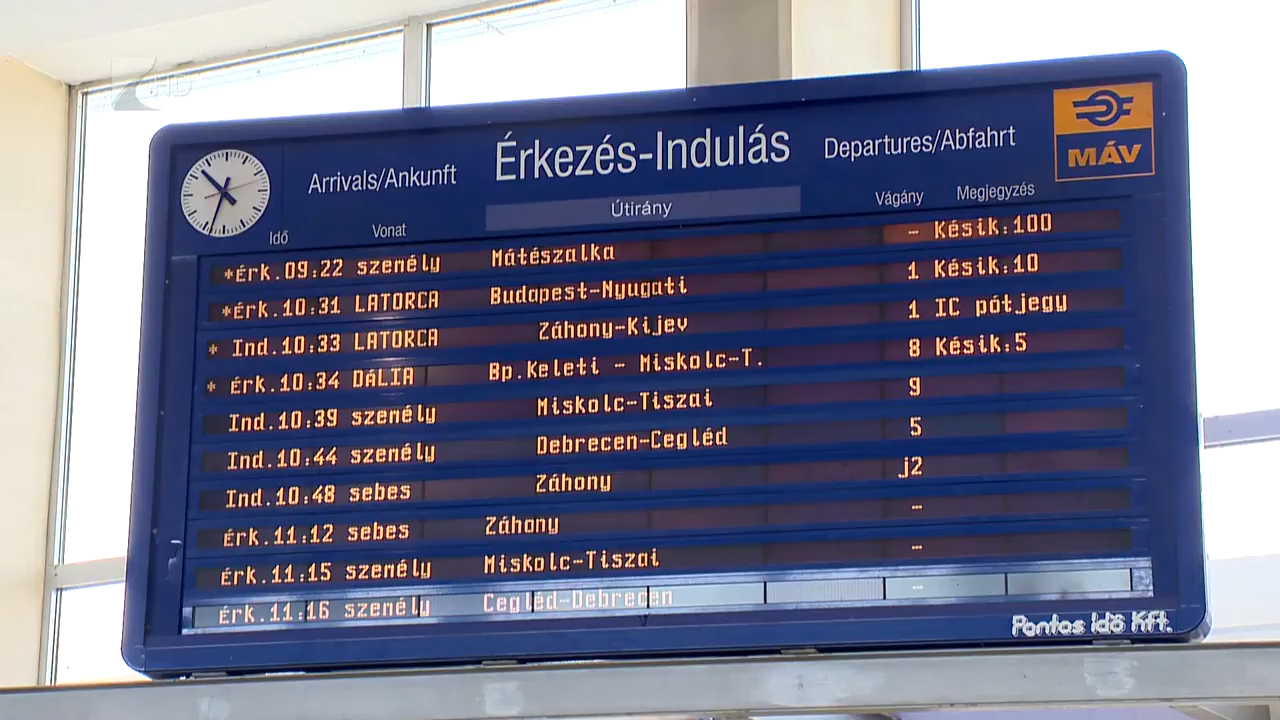 HD
Érkezés-Indulás
Arrivals/Ankunft
Departures/Abfahrt
MÁV
Idő Vonat Útirány Vágány Megjegyzés
*Érk.09:22 személy Mátészalka - Késik:100
*Érk.10:31 LATORCA Budapest-Nyugati 1 Késik:10
* Ind.10:33 LATORCA Záhony-Kijev 1 IC pótjegy
* Érk.10:34 DÁLIA Bp.Keleti - Miskolc-T. 8 Késik:5
Ind.10:39 személy Miskolc-Tiszai 9
Ind.10:44 személy Debrecen-Cegléd 5
Ind.10:48 sebes Záhony j2
Érk.11:12 sebes Záhony -
Érk.11:15 személy Miskolc-Tiszai -
Érk.11:16 személy Cegléd-Debrecen -
Pontos Idő Kft.